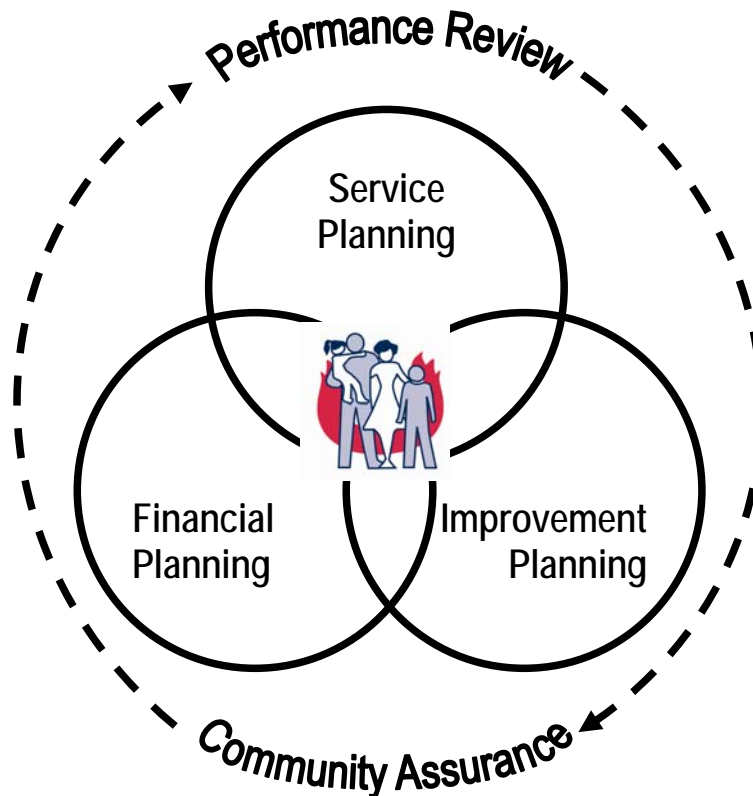 Performance Review
Service
Planning
Financial
Planning
Improvement
Planning
Community Assurance